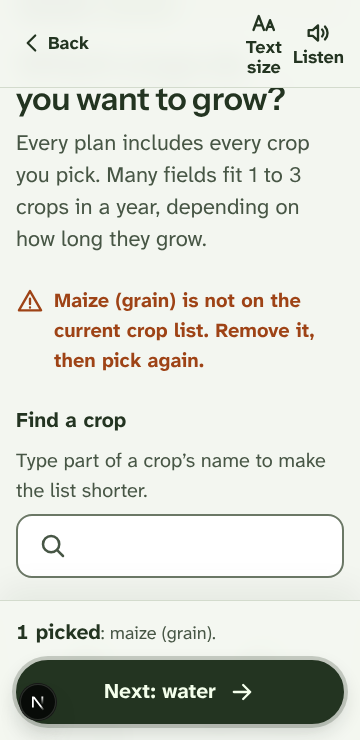 Back
Text
size
Listen
you want to grow?
Every plan includes every crop
you pick. Many fields fit 1 to 3
crops in a year, depending on
how long they grow.
Maize (grain) is not on the
current crop list. Remove it,
then pick again.
Find a crop
Type part of a crop’s name to make
the list shorter.
1 picked: maize (grain).
Next: water
N